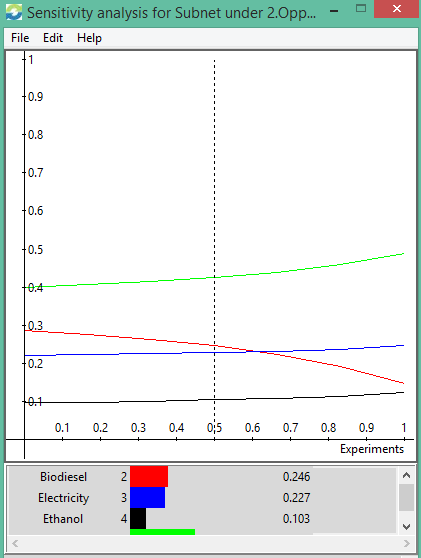 Sensitivity analysis for Subnet under 2.Opp...
File Edit Help
1
0.9
0.8
0.7
0.6
0.5
0.4
0.3
0.2
0.1
0.1 0.2 0.3 0.4 0.5 0.6 0.7 0.8 0.9 1
Experiments
Biodiesel 2 0.246
Electricity 3 0.227
Ethanol 4 0.103